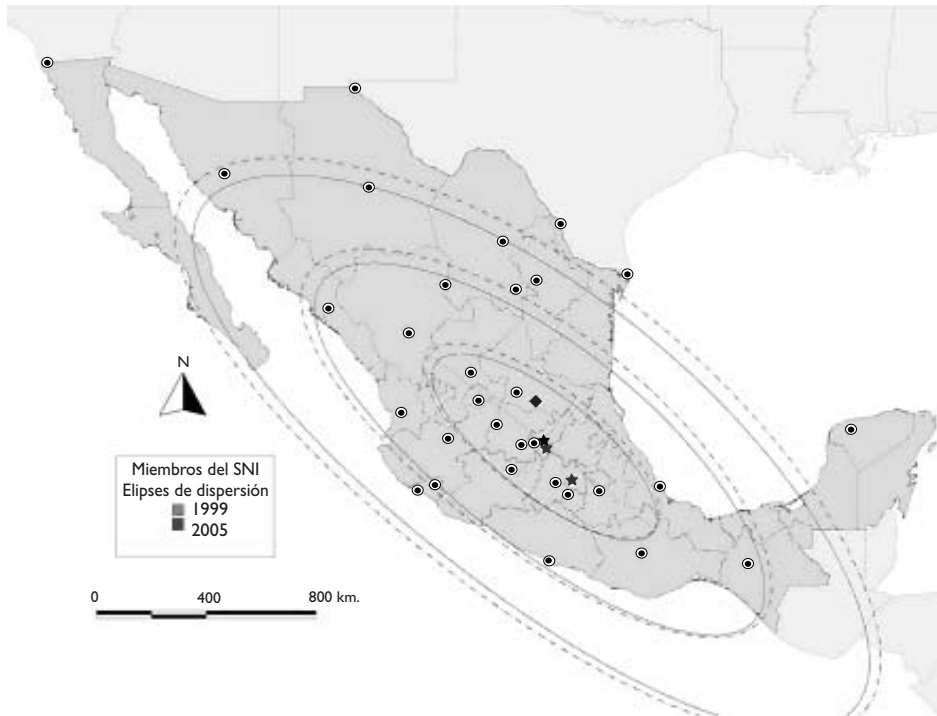 N
Miembros del SNI
Elipses de dispersión
1999
2005
0 400 800 km.